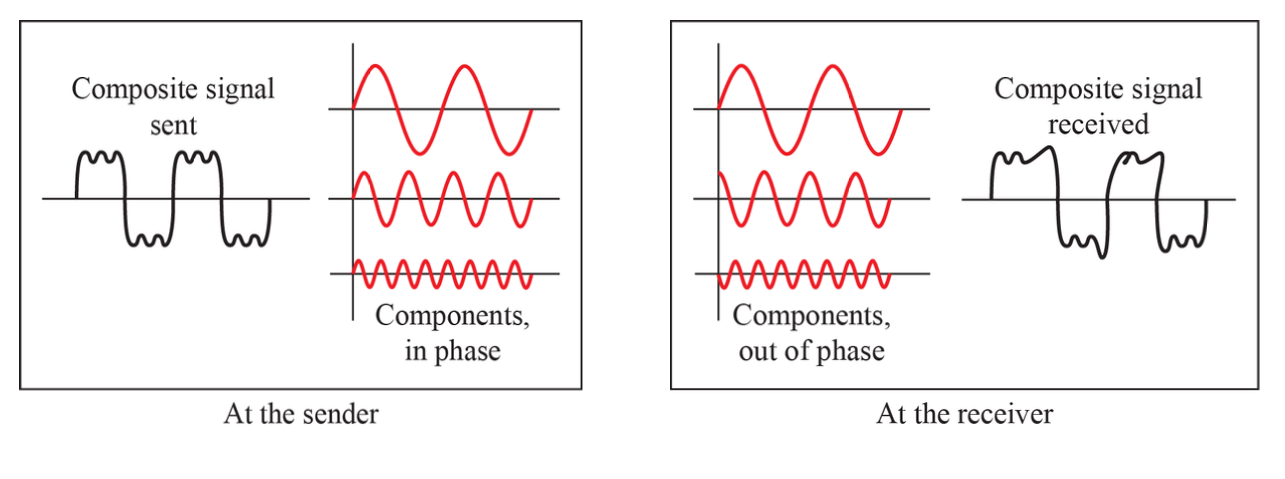 Composite signal
sent
Components,
in phase
At the sender
Composite signal
received
Components,
out of phase
At the receiver